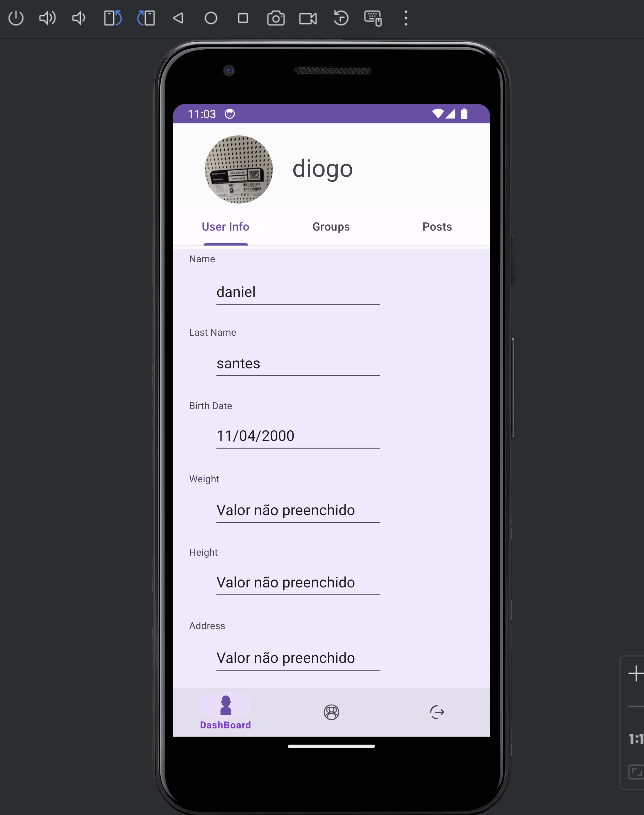 11:03
diogo
User Info
Groups
Posts
Name
daniel
Last Name
santes
Birth Date
11/04/2000
Weight
Valor não preenchido
Height
Valor não preenchido
Address
Valor não preenchido
DashBoard
1:1